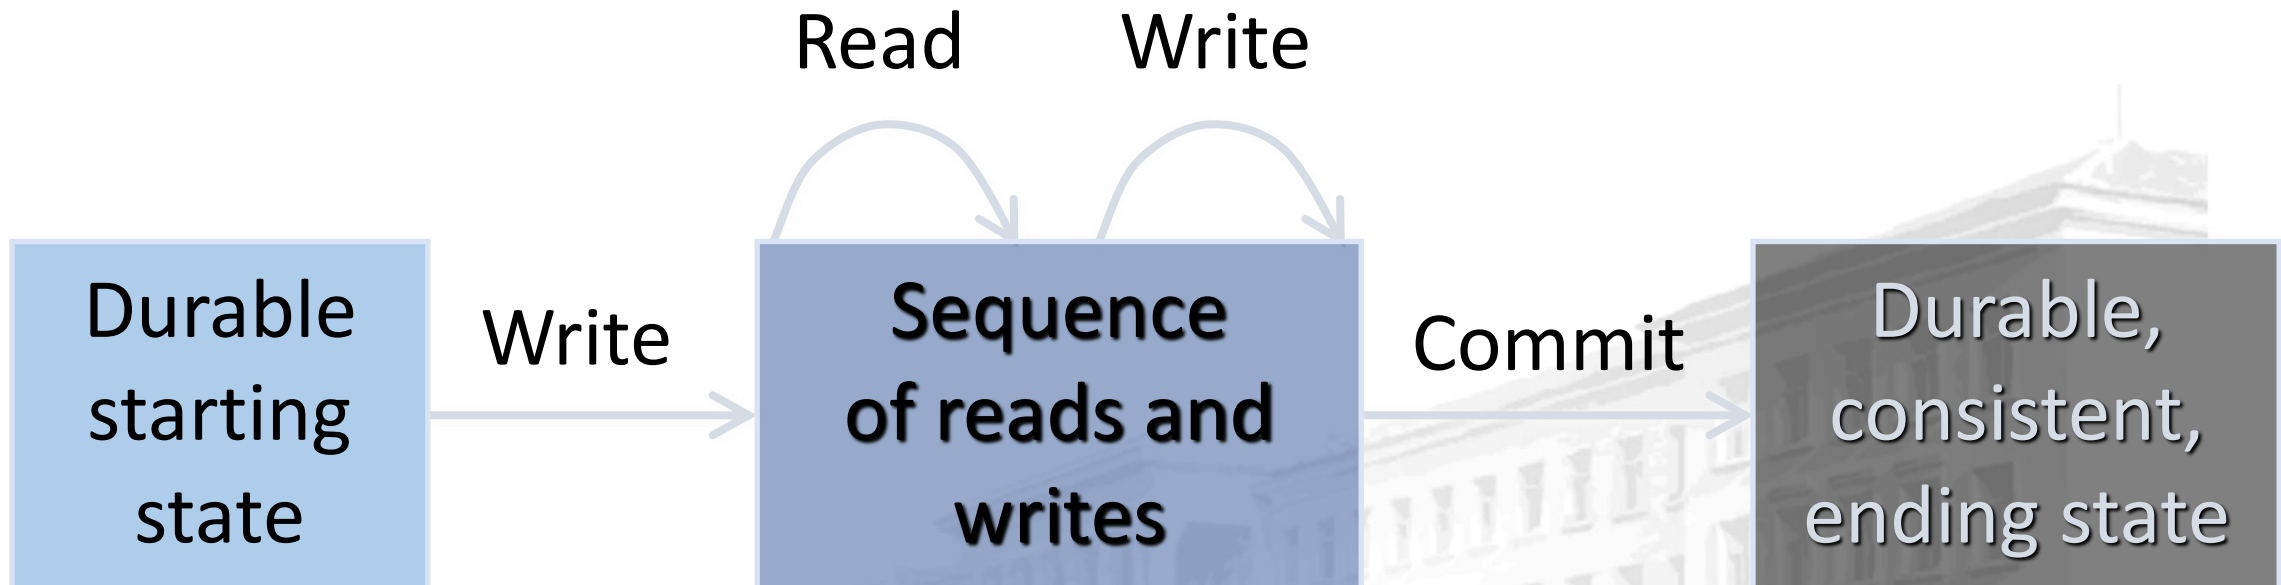 Read
Write
Durable
starting
state
Write
Sequence
of reads and
writes
Commit
Durable,
consistent,
ending state